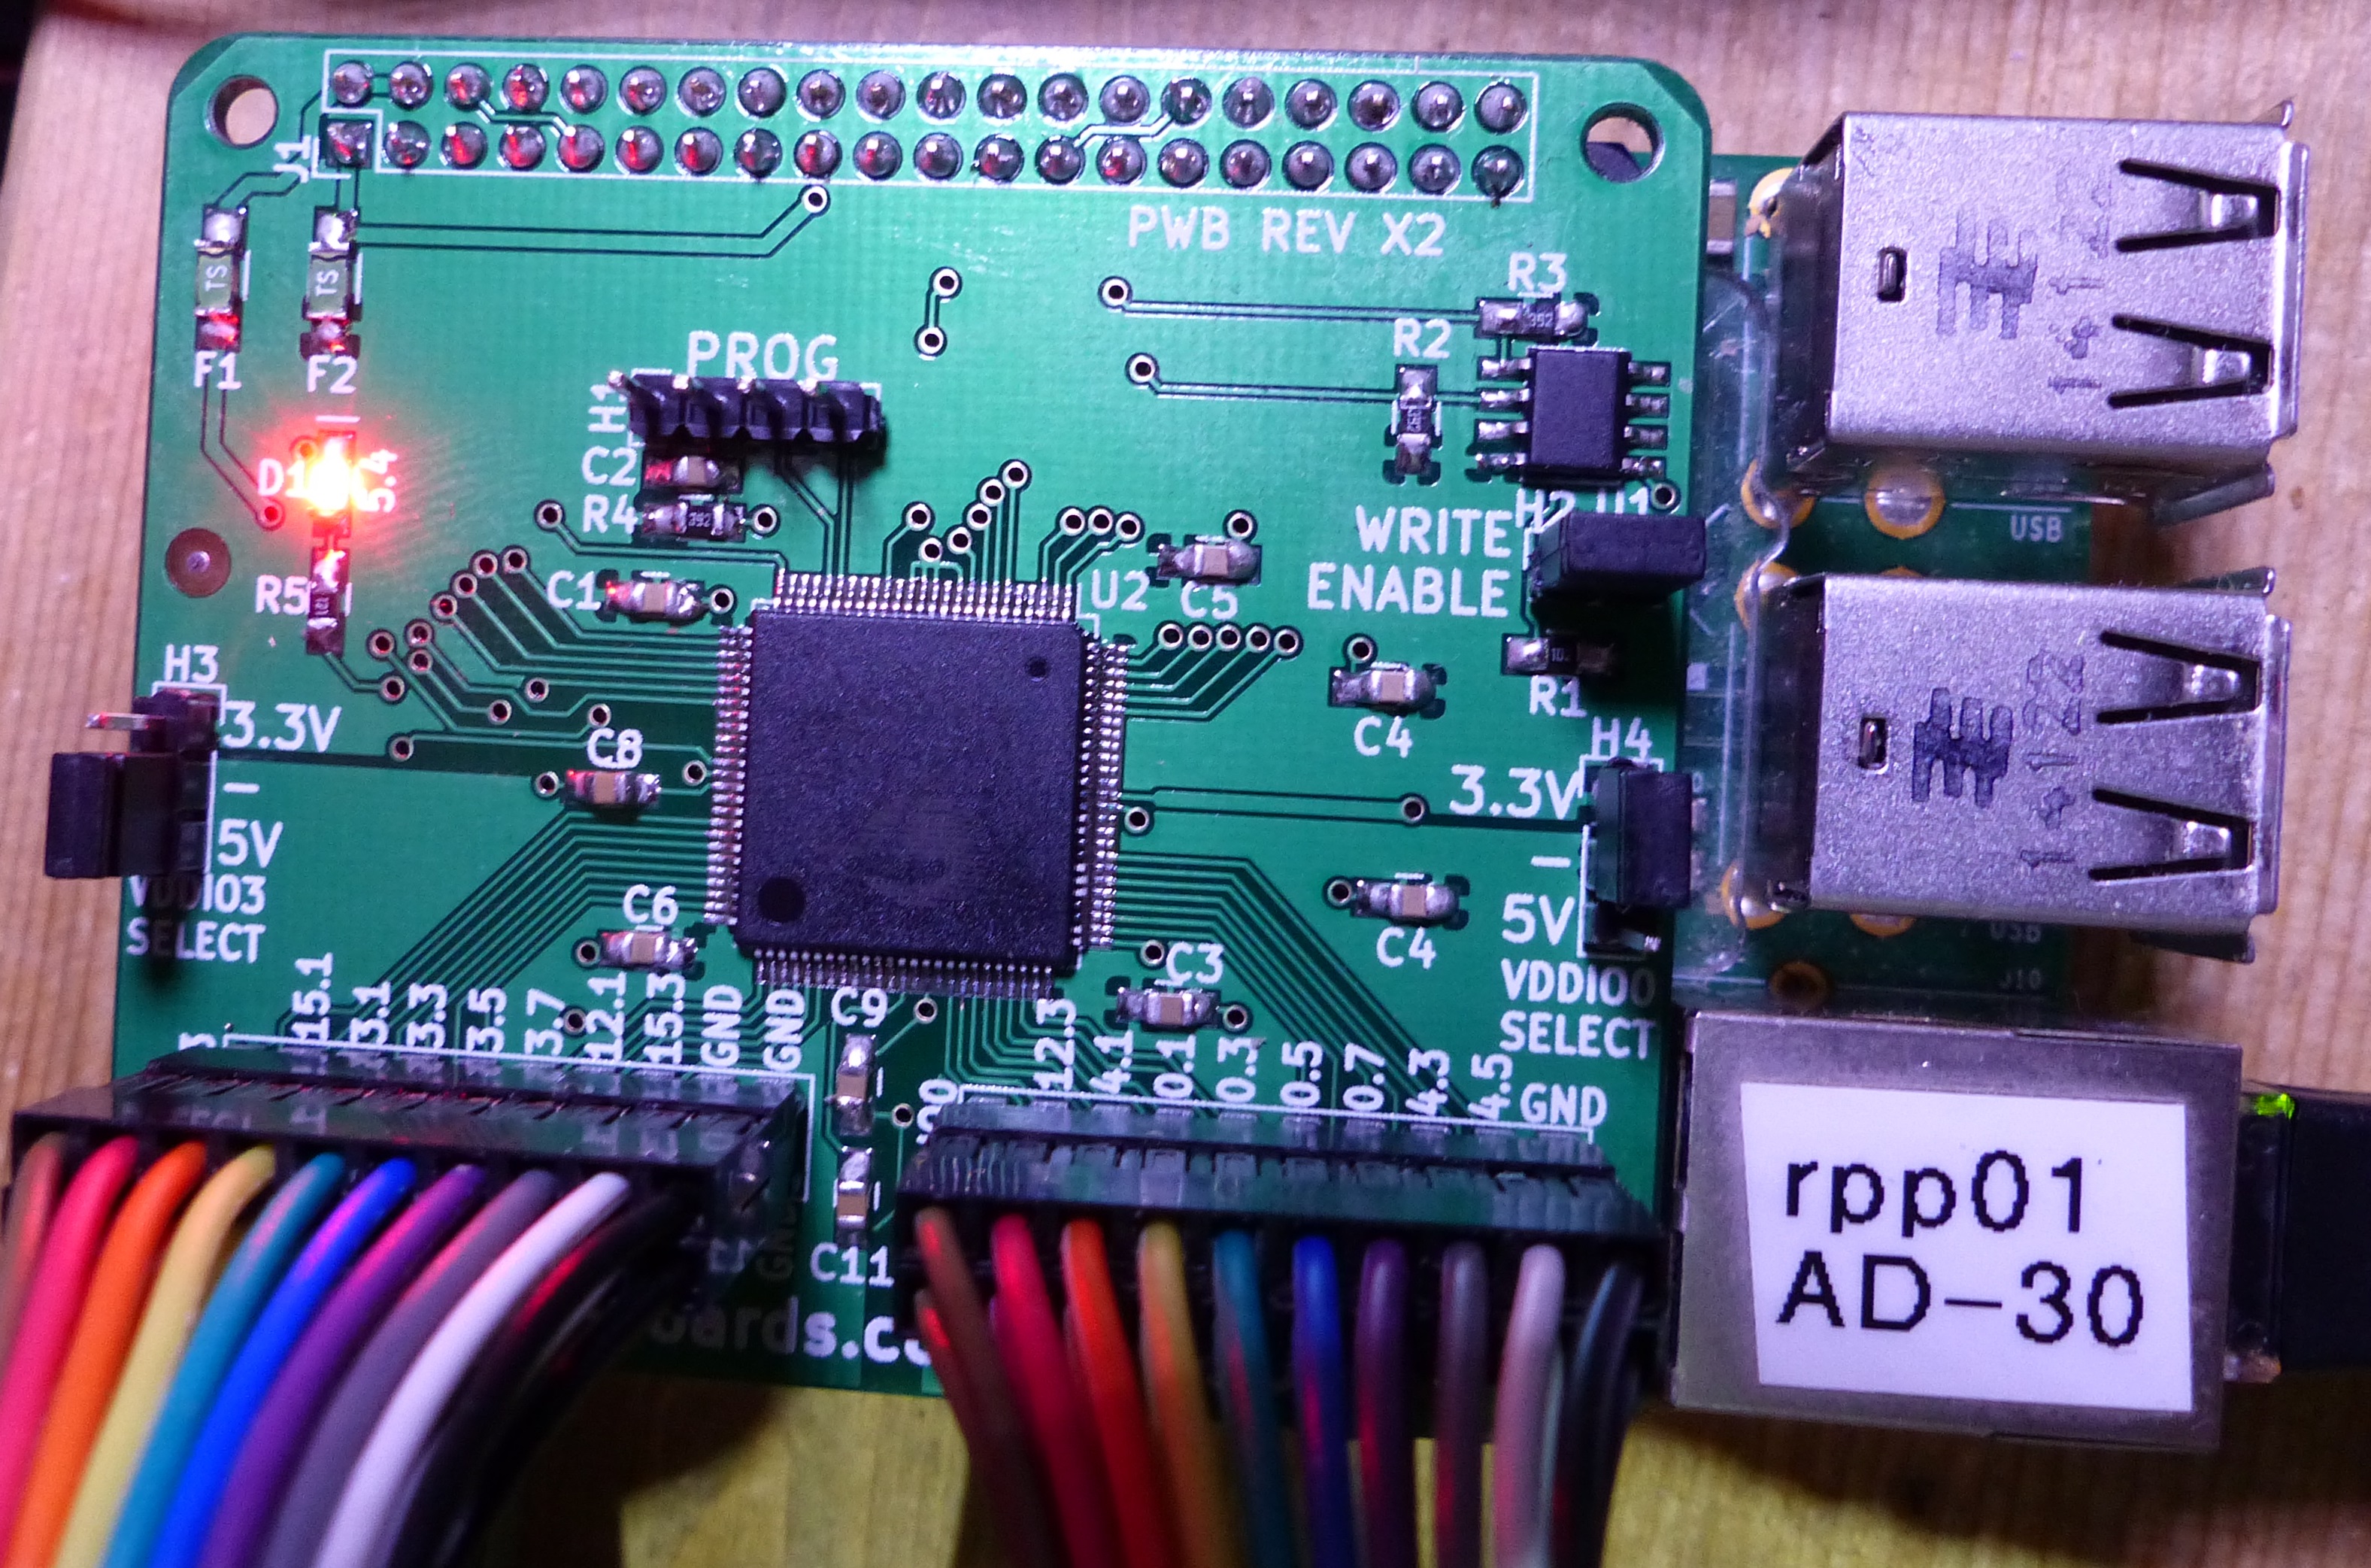 J1
PWB REV X2
TS
TS
F1
F2
R3
R2
PROG
H1
C2
R4
D1
5.4
H2 U1
WRITE
ENABLE
R5
C1
U2
C5
R1
C4
H3
3.3V
–
5V
VDDIO3
SELECT
C8
H4
3.3V
–
5V
VDDIO0
SELECT
C6
C4
C3
C9
15.1
3.1
3.3
3.5
3.7
12.1
15.3
GND
GND
12.3
4.1
0.1
0.3
0.5
0.7
4.3
4.5
GND
C11
ards.c
USB
USB
J10
14122
14122
rpp01
AD-30